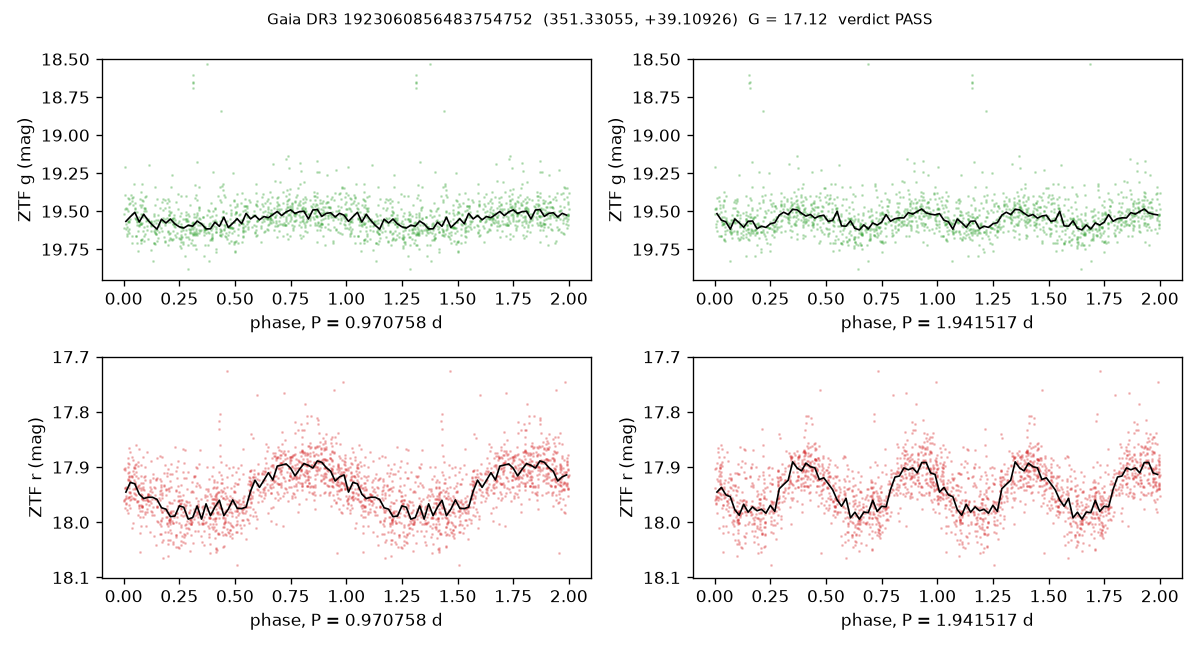 Gaia DR3 1923060856483754752 (351.33055, +39.10926) G = 17.12 verdict PASS
ZTF g (mag)
18.50
18.75
19.00
19.25
19.50
19.75
0.00 0.25 0.50 0.75 1.00 1.25 1.50 1.75 2.00
phase, P = 0.970758 d
ZTF g (mag)
18.50
18.75
19.00
19.25
19.50
19.75
0.00 0.25 0.50 0.75 1.00 1.25 1.50 1.75 2.00
phase, P = 1.941517 d
ZTF r (mag)
17.7
17.8
17.9
18.0
18.1
0.00 0.25 0.50 0.75 1.00 1.25 1.50 1.75 2.00
phase, P = 0.970758 d
ZTF r (mag)
17.7
17.8
17.9
18.0
18.1
0.00 0.25 0.50 0.75 1.00 1.25 1.50 1.75 2.00
phase, P = 1.941517 d